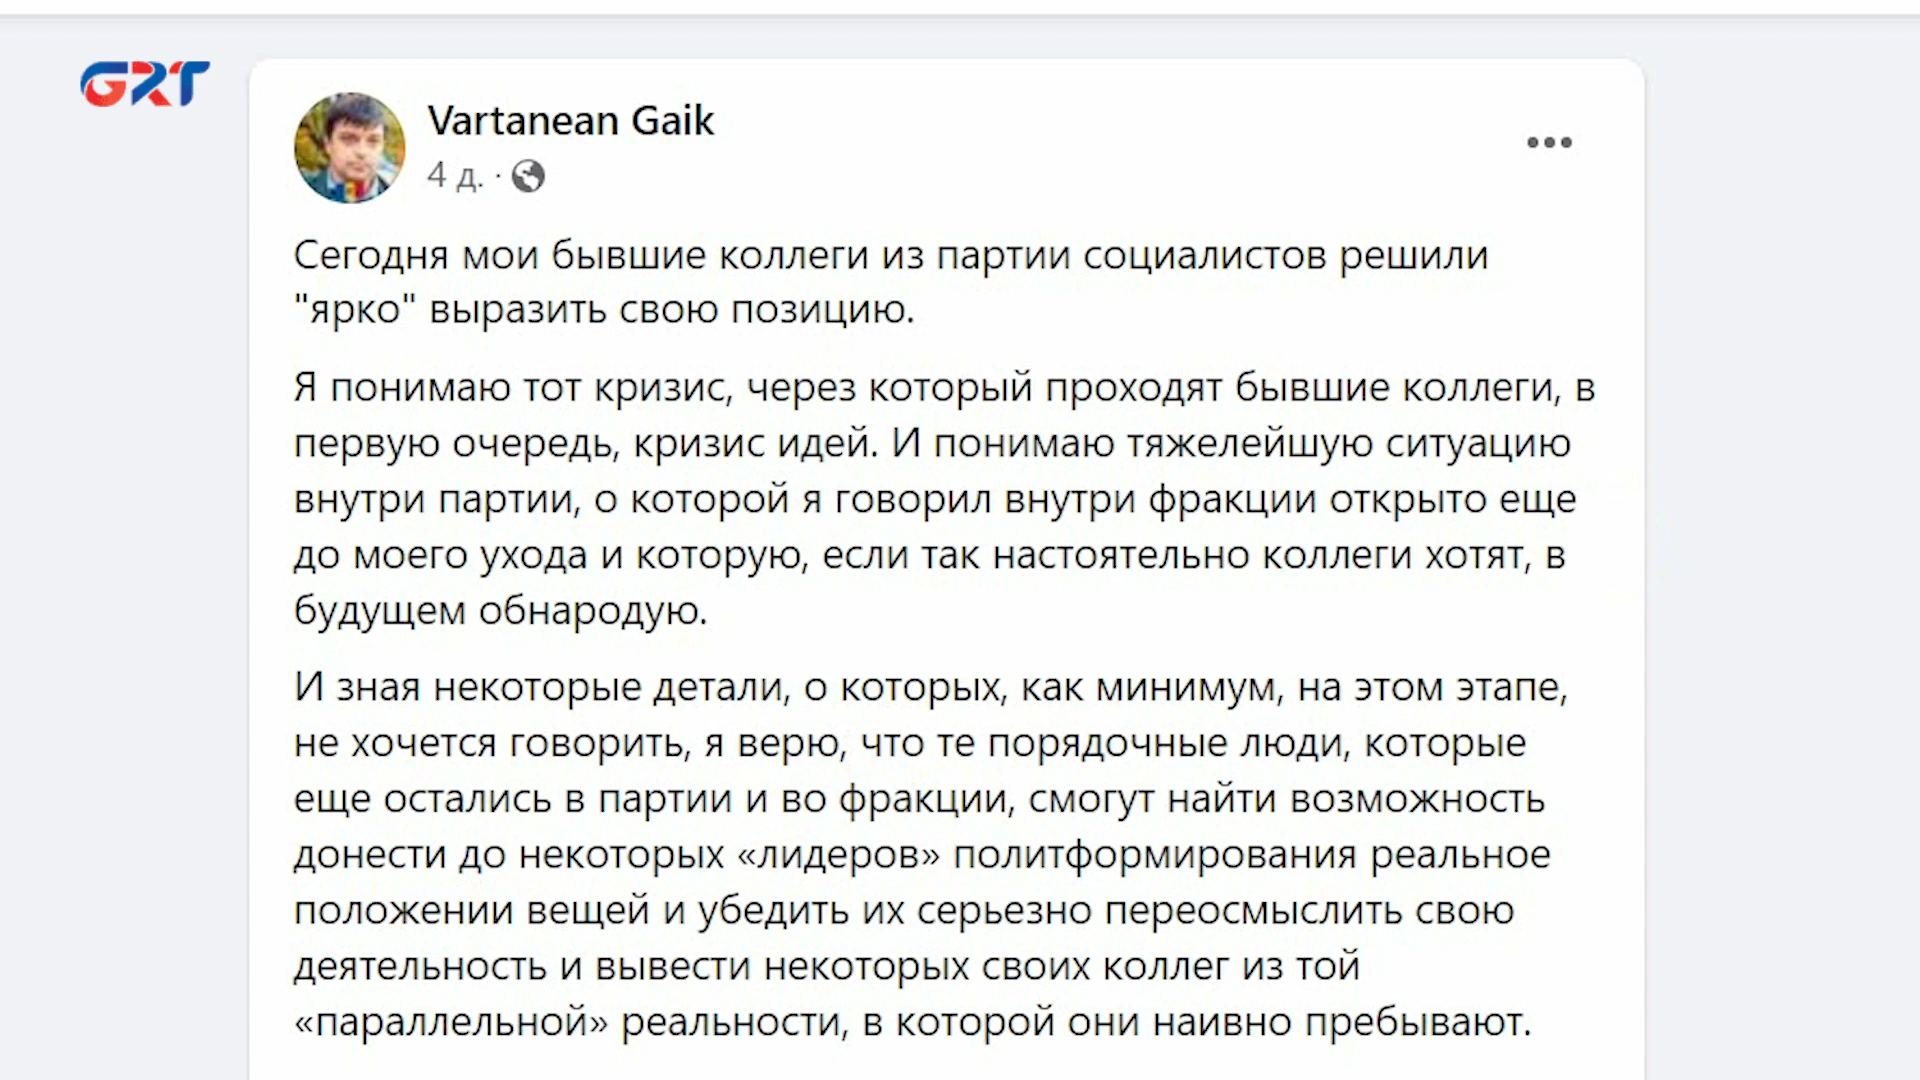 GRT
Vartanean Gaik
4 д. ·
Сегодня мои бывшие коллеги из партии социалистов решили
"ярко" выразить свою позицию.
Я понимаю тот кризис, через который проходят бывшие коллеги, в
первую очередь, кризис идей. И понимаю тяжелейшую ситуацию
внутри партии, о которой я говорил внутри фракции открыто еще
до моего ухода и которую, если так настоятельно коллеги хотят, в
будущем обнародую.
И зная некоторые детали, о которых, как минимум, на этом этапе,
не хочется говорить, я верю, что те порядочные люди, которые
еще остались в партии и во фракции, смогут найти возможность
донести до некоторых «лидеров» политформирования реальное
положении вещей и убедить их серьезно переосмыслить свою
деятельность и вывести некоторых своих коллег из той
«параллельной» реальности, в которой они наивно пребывают.